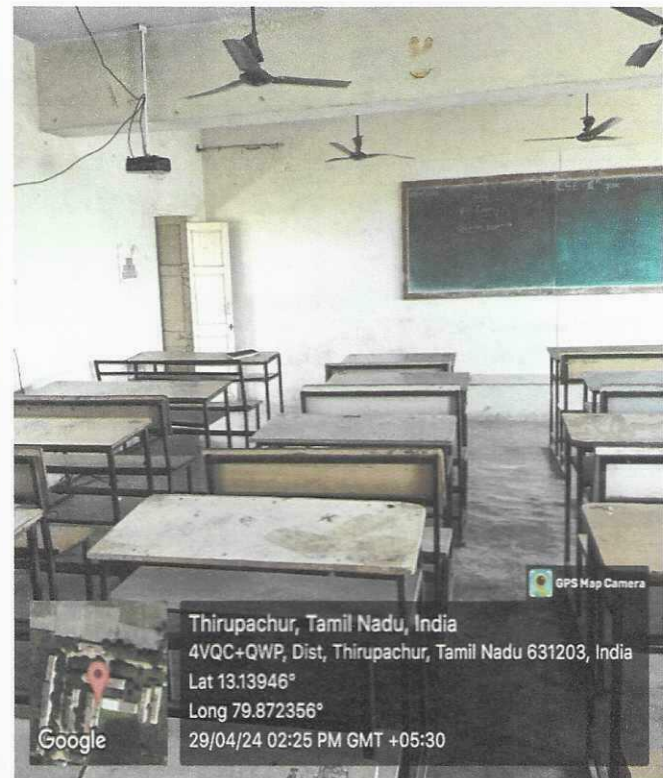 GPS Map Camera
Thirupachur, Tamil Nadu, India
4VQC+QWP, Dist, Thirupachur, Tamil Nadu 631203, India
Lat 13.13946°
Long 79.872356°
29/04/24 02:25 PM GMT +05:30
Google